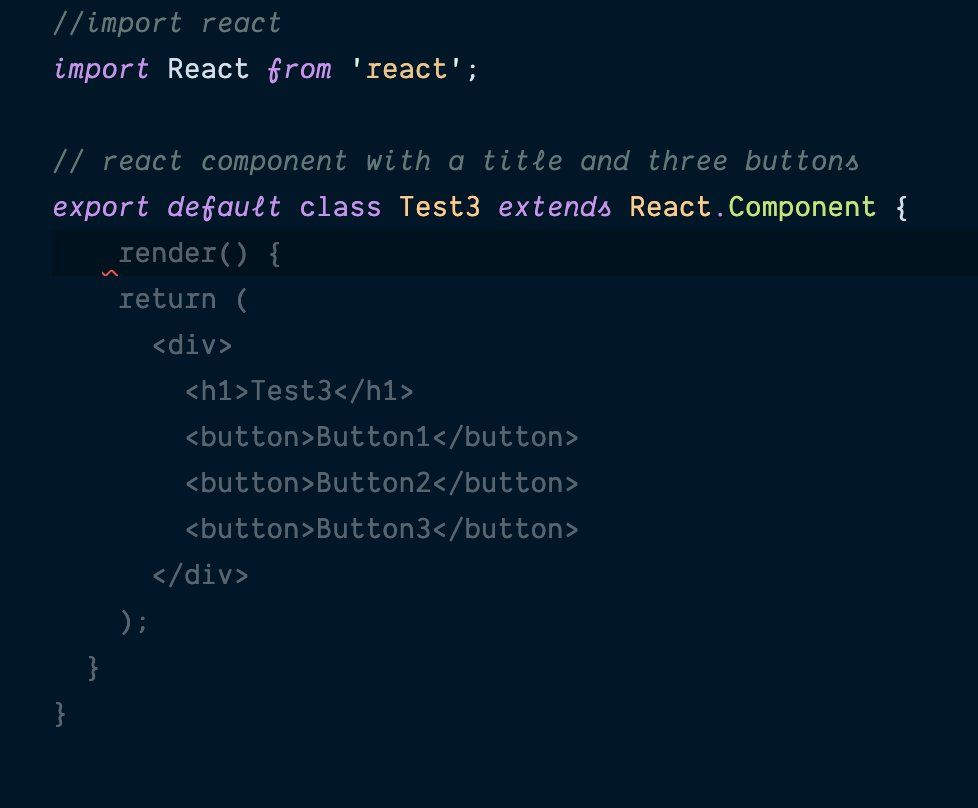 //import react
import React from 'react';

// react component with a title and three buttons
export default class Test3 extends React.Component {
    render() {
    return (
      <div>
        <h1>Test3</h1>
        <button>Button1</button>
        <button>Button2</button>
        <button>Button3</button>
      </div>
    );
  }
}